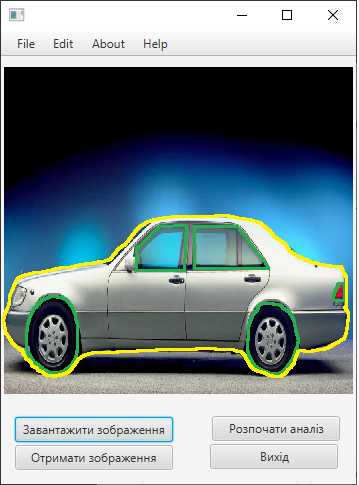 File Edit About Help
Завантажити зображення
Розпочати аналіз
Отримати зображення
Вихід